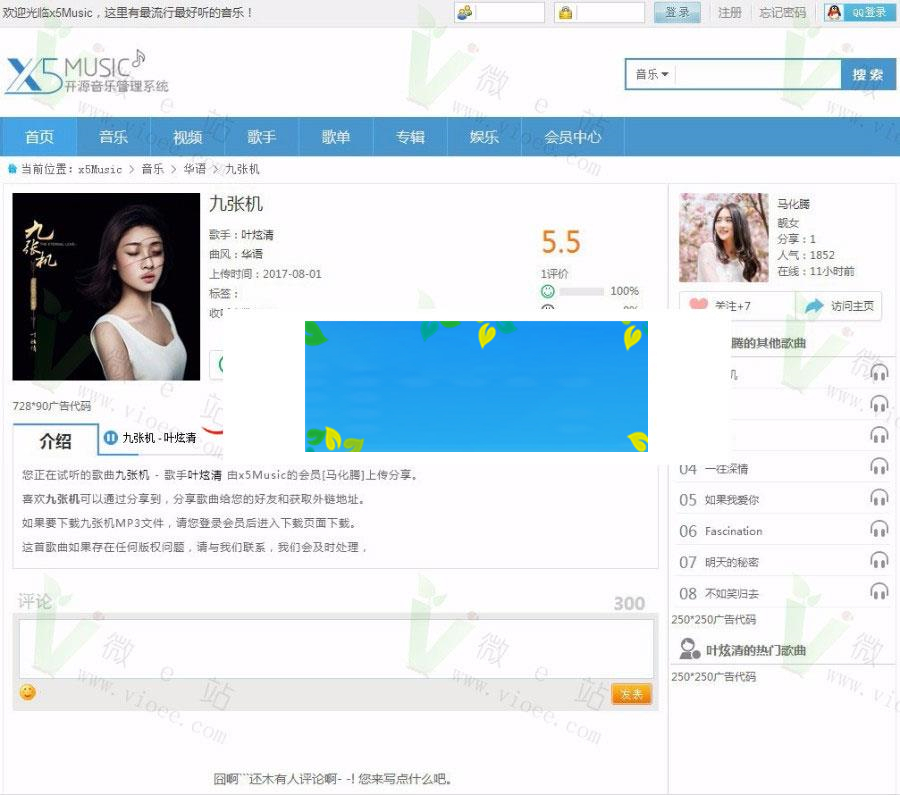 欢迎光临x5Music，这里有最流行最好听的音乐！
登录
注册
忘记密码
QQ登录
X5 MUSIC
开源音乐管理系统
音乐
搜索
首页
音乐
视频
歌手
歌单
专辑
娱乐
会员中心
当前位置：x5Music > 音乐 > 华语 > 九张机
九张机
THE ETERNAL LOVE
叶炫清
九张机
歌手：叶炫清
曲风：华语
上传时间：2017-08-01
标签：
5.5
1评价
100%
马化腾
靓女
分享：1
人气：1852
在线：11小时前
关注+7
访问主页
腾的其他歌曲
机
04 一往深情
05 如果我爱你
06 Fascination
07 明天的秘密
08 不如笑归去
250*250广告代码
叶炫清的热门歌曲
250*250广告代码
728*90广告代码
介绍
九张机 - 叶炫清
您正在试听的歌曲九张机 - 歌手叶炫清 由x5Music的会员[马化腾]上传分享。
喜欢九张机可以通过分享到，分享歌曲给您的好友和获取外链地址。
如果要下载九张机MP3文件，请您登录会员后进入下载页面下载。
这首歌曲如果存在任何版权问题，请与我们联系，我们会及时处理，
评论
300
发表
囧啊```还木有人评论啊- -! 您来写点什么吧。
微e站
www.vioee.com